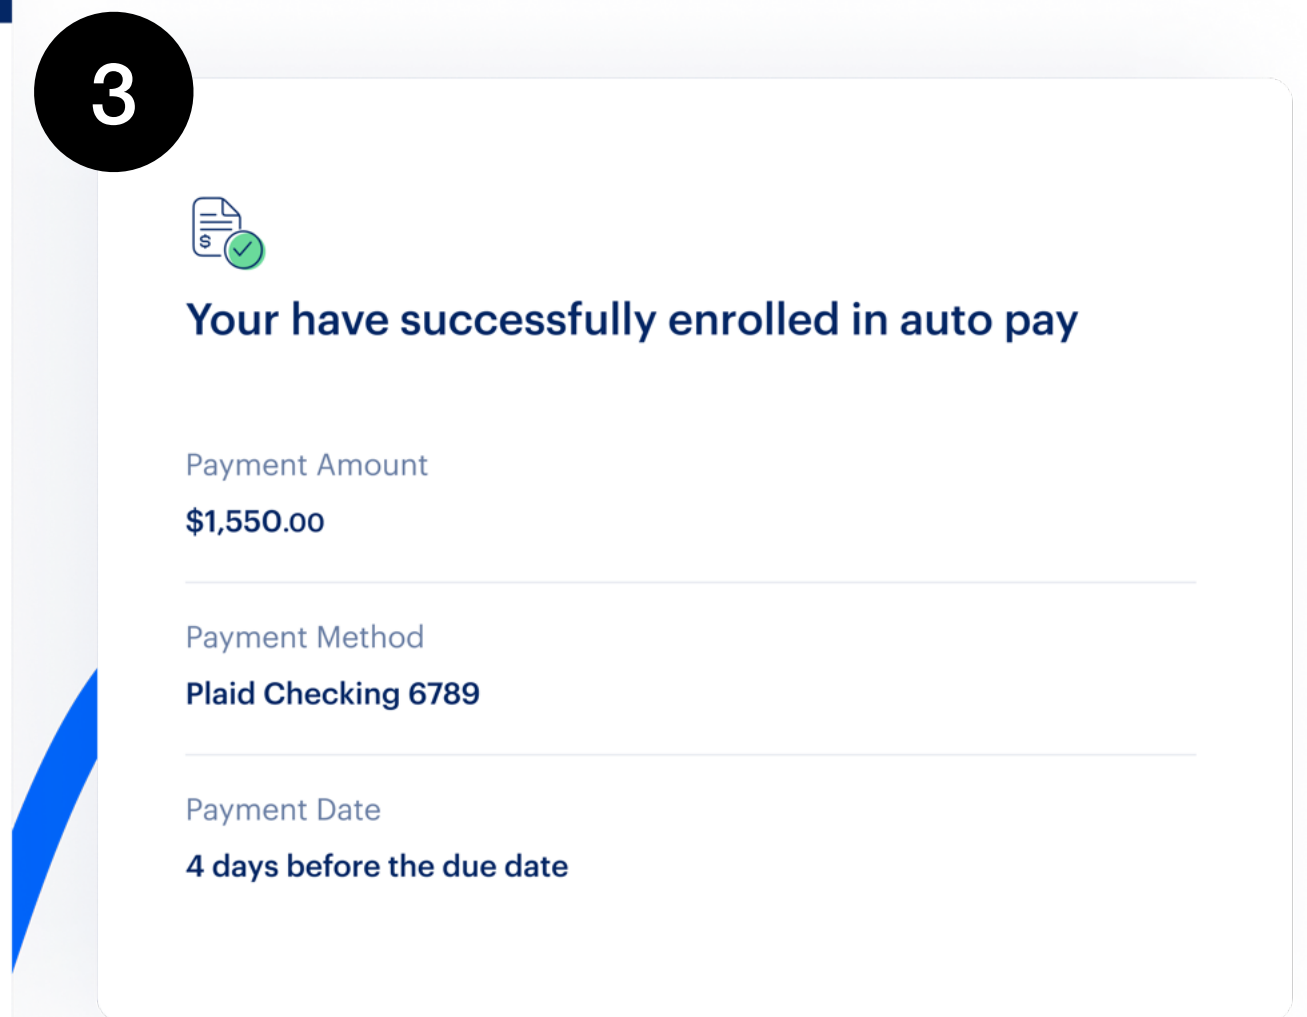 3
$
Your have successfully enrolled in auto pay
Payment Amount
$1,550.00
Payment Method
Plaid Checking 6789
Payment Date
4 days before the due date